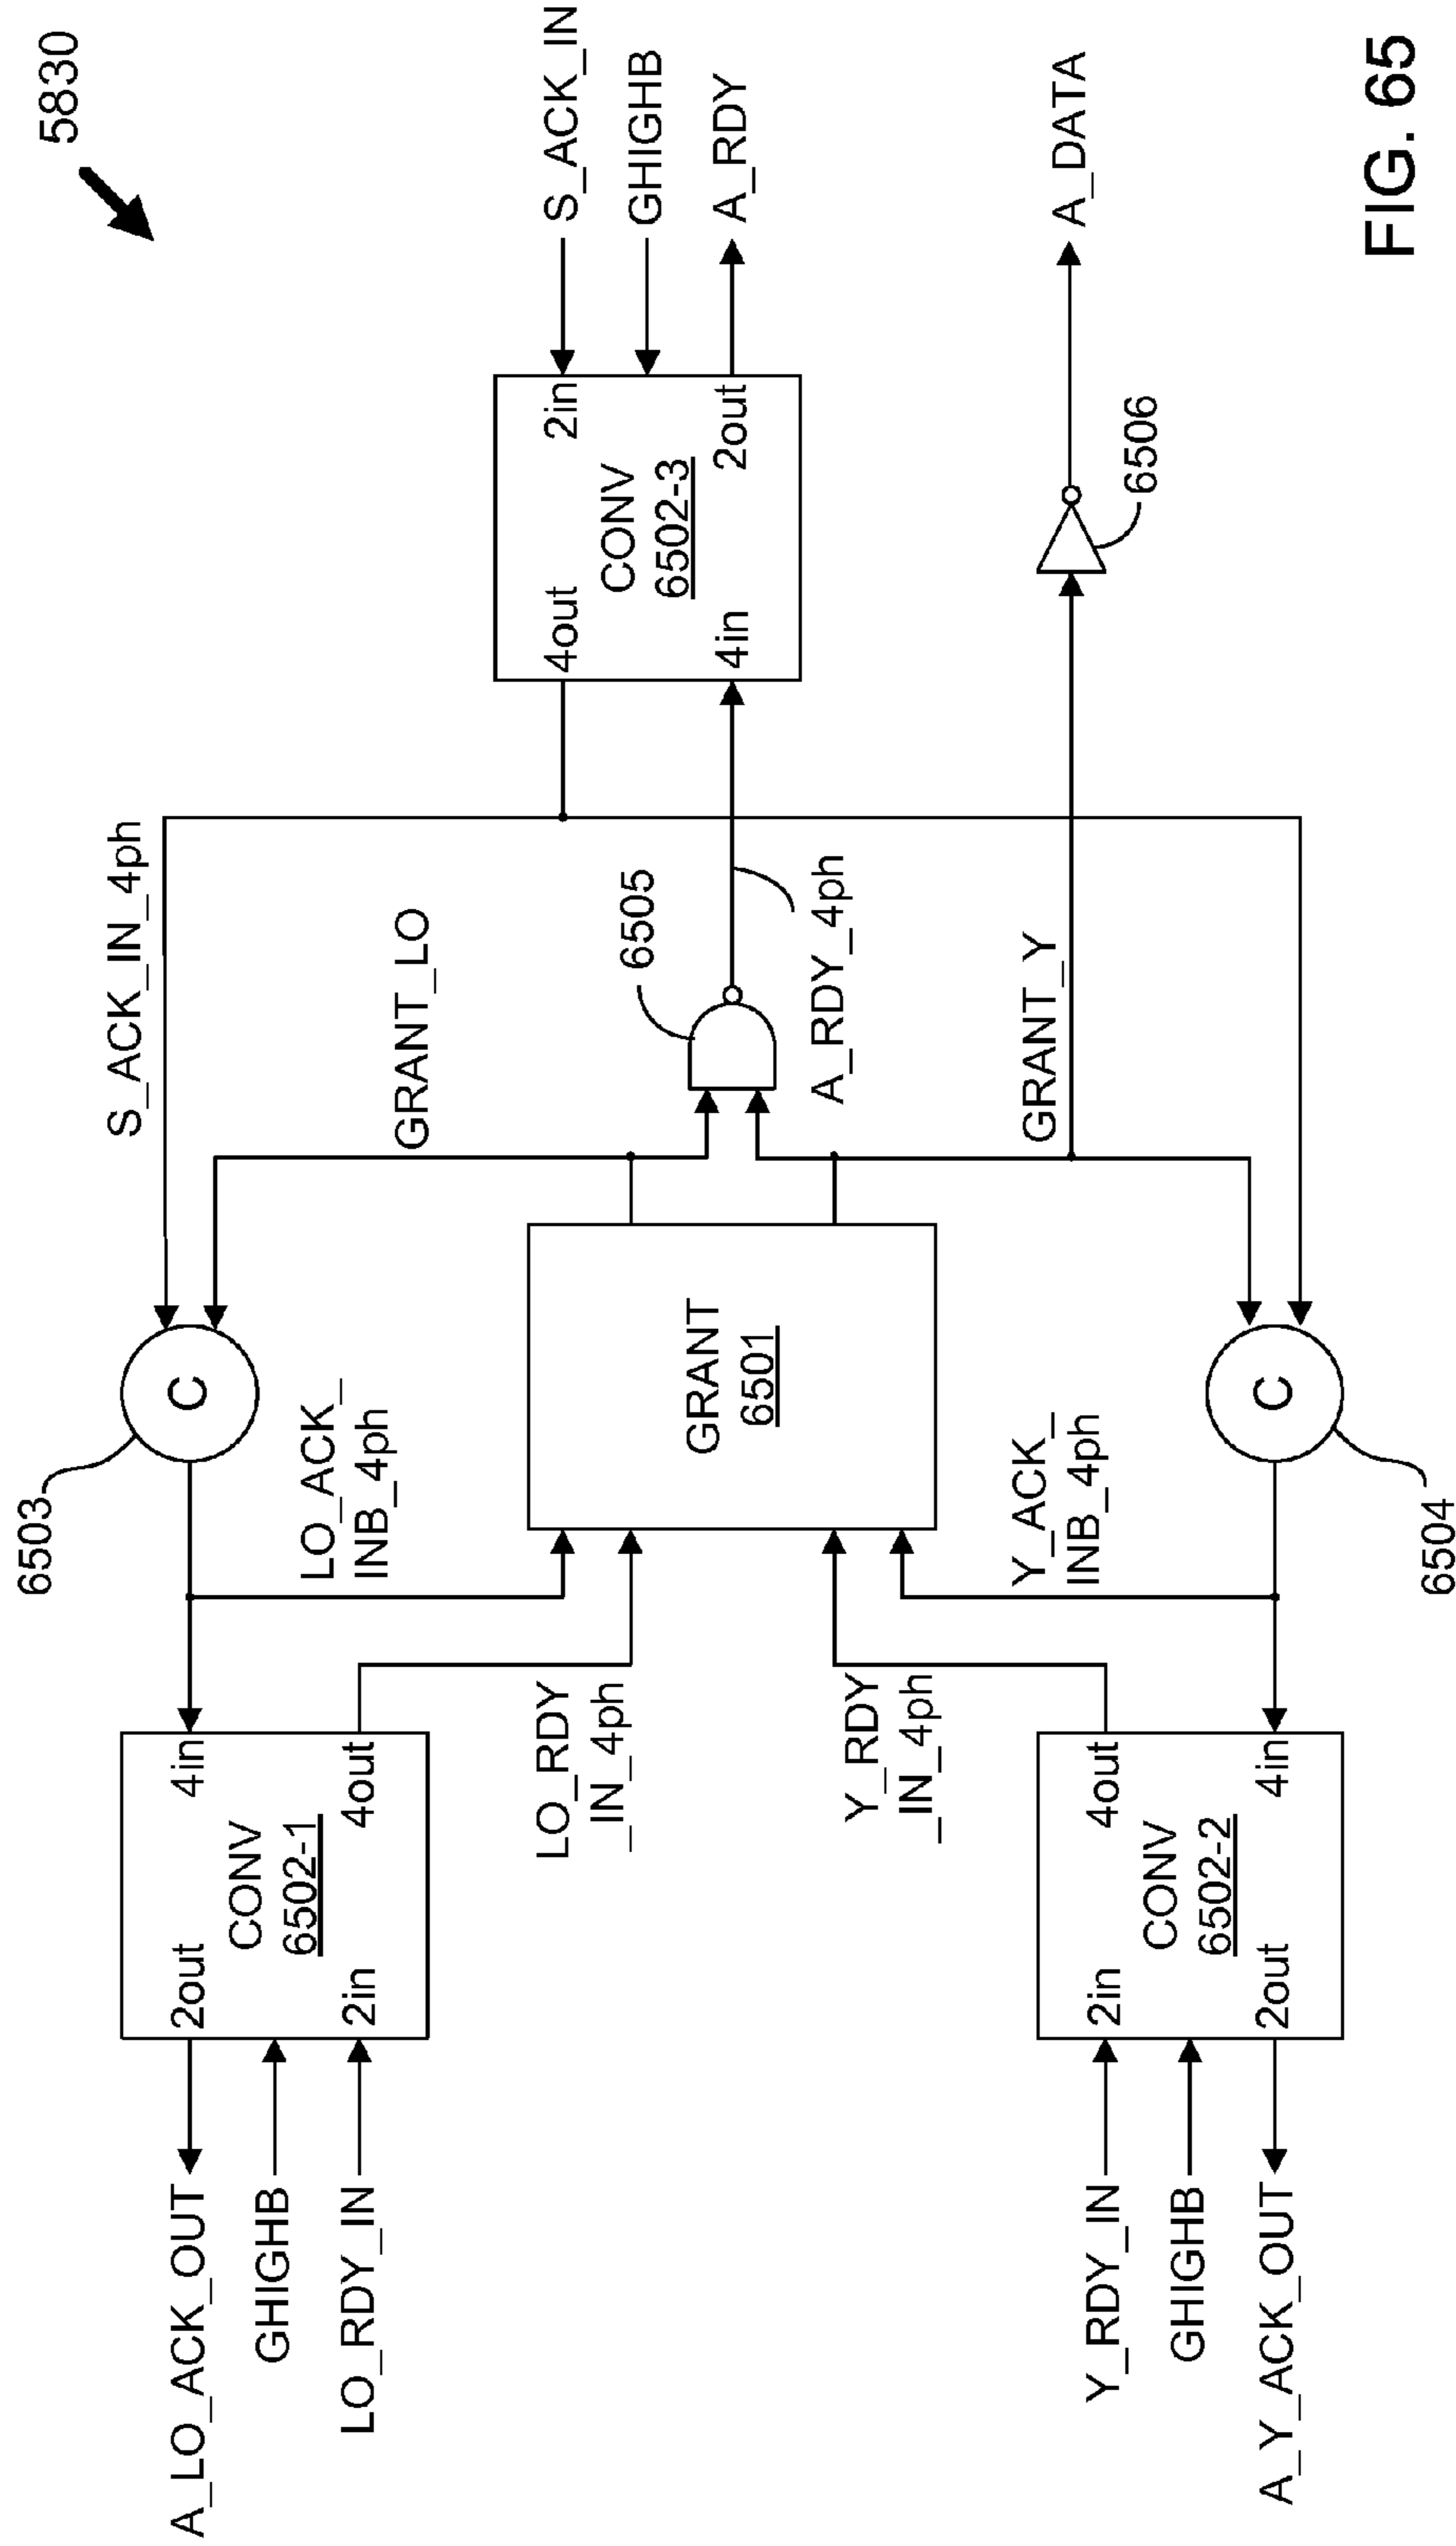 5830
6503
S_ACK_IN_4ph
C
A_LO_ACK_OUT
2out
4in
GHIGHB
CONV
6502-1
LO_RDY_IN
2in
4out
LO_ACK_
INB_4ph
GRANT_LO
LO_RDY
_IN_4ph
GRANT
6501
6505
A_RDY_4ph
4out
2in
S_ACK_IN
CONV
6502-3
GHIGHB
4in
2out
A_RDY
Y_RDY
_IN_4ph
Y_ACK_
INB_4ph
GRANT_Y
A_DATA
6506
Y_RDY_IN
2in
4out
GHIGHB
CONV
6502-2
A_Y_ACK_OUT
2out
4in
C
6504
FIG. 65